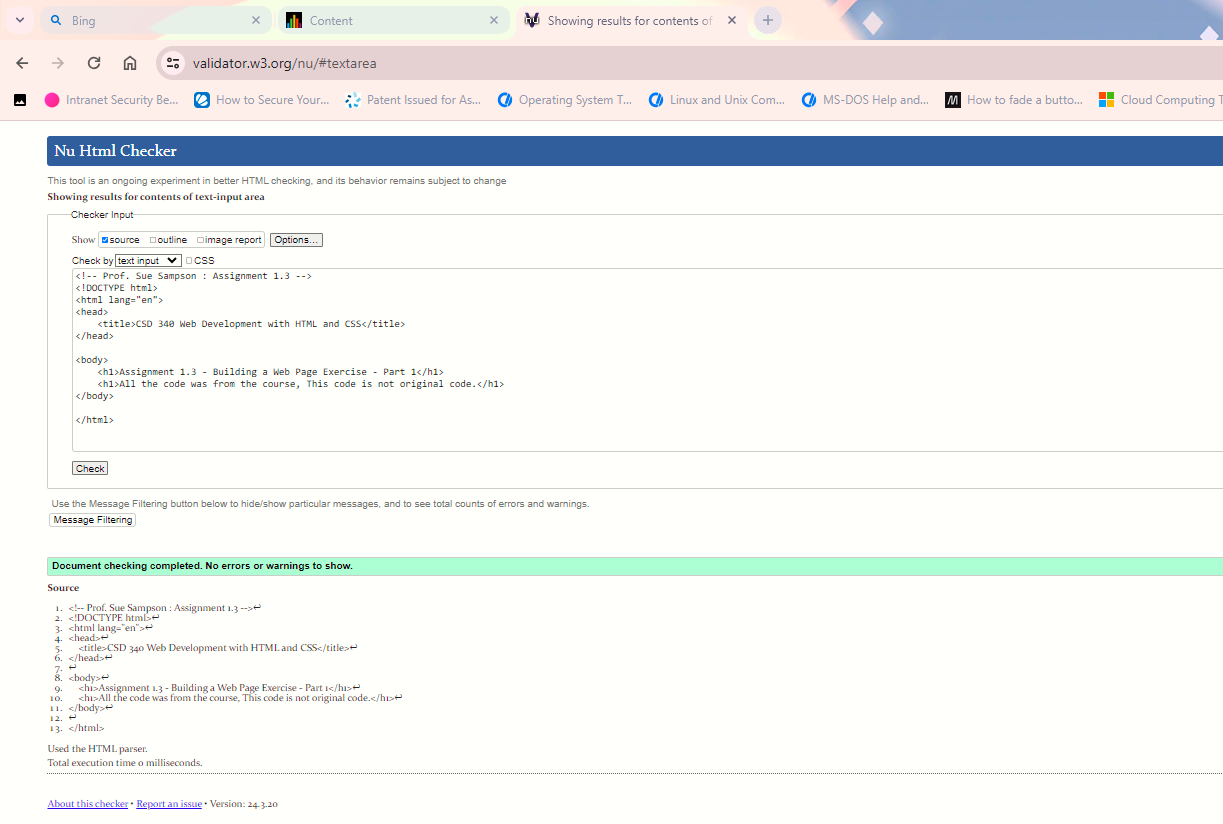 Bing
Content
Showing results for contents of
validator.w3.org/nu/#textarea
Intranet Security Be... How to Secure Your... Patent Issued for As... Operating System T... Linux and Unix Com... MS-DOS Help and... How to fade a butto... Cloud Computing T
Nu Html Checker
This tool is an ongoing experiment in better HTML checking, and its behavior remains subject to change
Showing results for contents of text-input area
Checker Input
Show source outline image report Options...
Check by text input CSS
<!-- Prof. Sue Sampson : Assignment 1.3 -->
<!DOCTYPE html>
<html lang="en">
<head>
    <title>CSD 340 Web Development with HTML and CSS</title>
</head>

<body>
    <h1>Assignment 1.3 - Building a Web Page Exercise - Part 1</h1>
    <h1>All the code was from the course, This code is not original code.</h1>
</body>

</html>
Check
Use the Message Filtering button below to hide/show particular messages, and to see total counts of errors and warnings.
Message Filtering
Document checking completed. No errors or warnings to show.
Source
1. <!-- Prof. Sue Sampson : Assignment 1.3 -->↩
2. <!DOCTYPE html>↩
3. <html lang="en">↩
4. <head>↩
5.     <title>CSD 340 Web Development with HTML and CSS</title>↩
6. </head>↩
7. ↩
8. <body>↩
9.     <h1>Assignment 1.3 - Building a Web Page Exercise - Part 1</h1>↩
10.     <h1>All the code was from the course, This code is not original code.</h1>↩
11. </body>↩
12. ↩
13. </html>
Used the HTML parser.
Total execution time 0 milliseconds.
About this checker • Report an issue • Version: 24.3.20